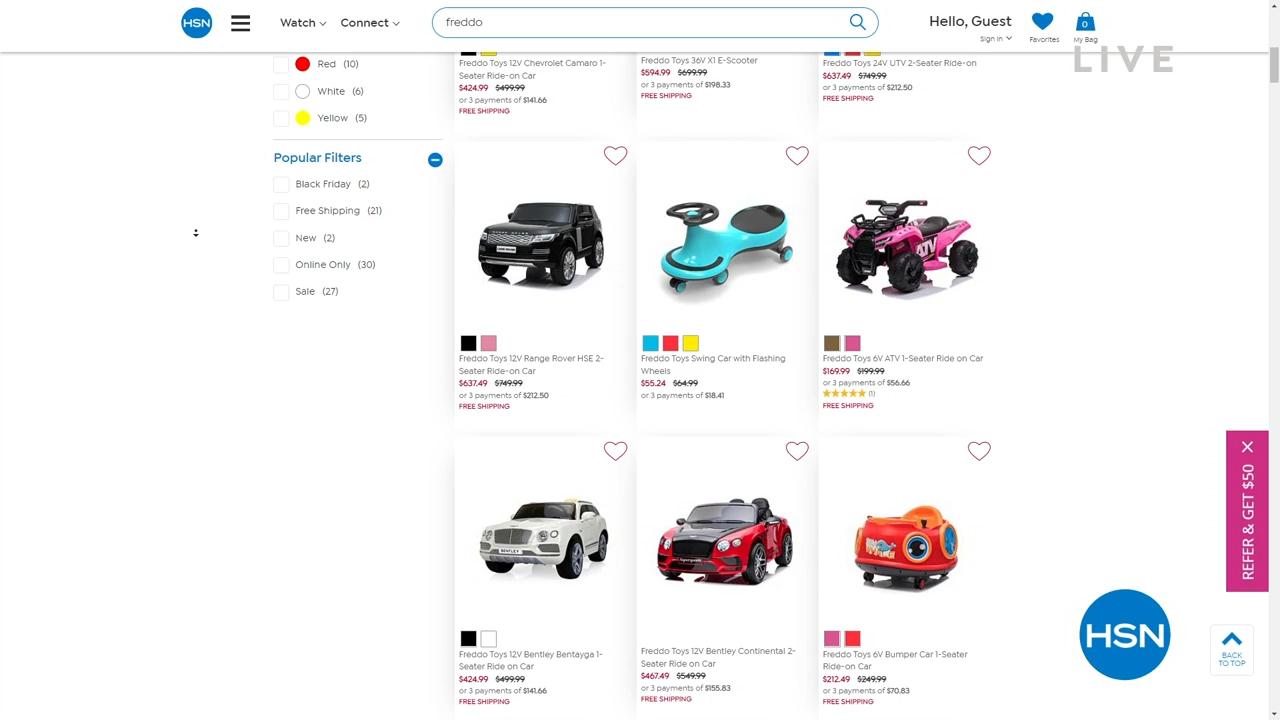 HSN
Watch
Connect
freddo
Hello, Guest
Sign In
Favorites
0
My Bag
LIVE
Red (10)
White (6)
Yellow (5)
Popular Filters
Black Friday (2)
Free Shipping (21)
New (2)
Online Only (30)
Sale (27)
Freddo Toys 12V Chevrolet Camaro 1-
Seater Ride-on Car
$424.99 $499.99
or 3 payments of $141.66
FREE SHIPPING
Freddo Toys 36V X1 E-Scooter
$594.99 $699.99
or 3 payments of $198.33
FREE SHIPPING
Freddo Toys 24V UTV 2-Seater Ride-on
$637.49 $749.99
or 3 payments of $212.50
FREE SHIPPING
Freddo Toys 12V Range Rover HSE 2-
Seater Ride-on Car
$637.49 $749.99
or 3 payments of $212.50
FREE SHIPPING
Freddo Toys Swing Car with Flashing
Wheels
$55.24 $64.99
or 3 payments of $18.41
ATV
Freddo Toys 6V ATV 1-Seater Ride on Car
$169.99 $199.99
or 3 payments of $56.66
(1)
FREE SHIPPING
BENTLEY
Freddo Toys 12V Bentley Bentayga 1-
Seater Ride on Car
$424.99 $499.99
or 3 payments of $141.66
FREE SHIPPING
Freddo Toys 12V Bentley Continental 2-
Seater Ride on Car
$467.49 $549.99
or 3 payments of $155.83
FREE SHIPPING
Freddo Toys 6V Bumper Car 1-Seater
Ride-on Car
$212.49 $249.99
or 3 payments of $70.83
FREE SHIPPING
REFER & GET $50
HSN
BACK
TO TOP